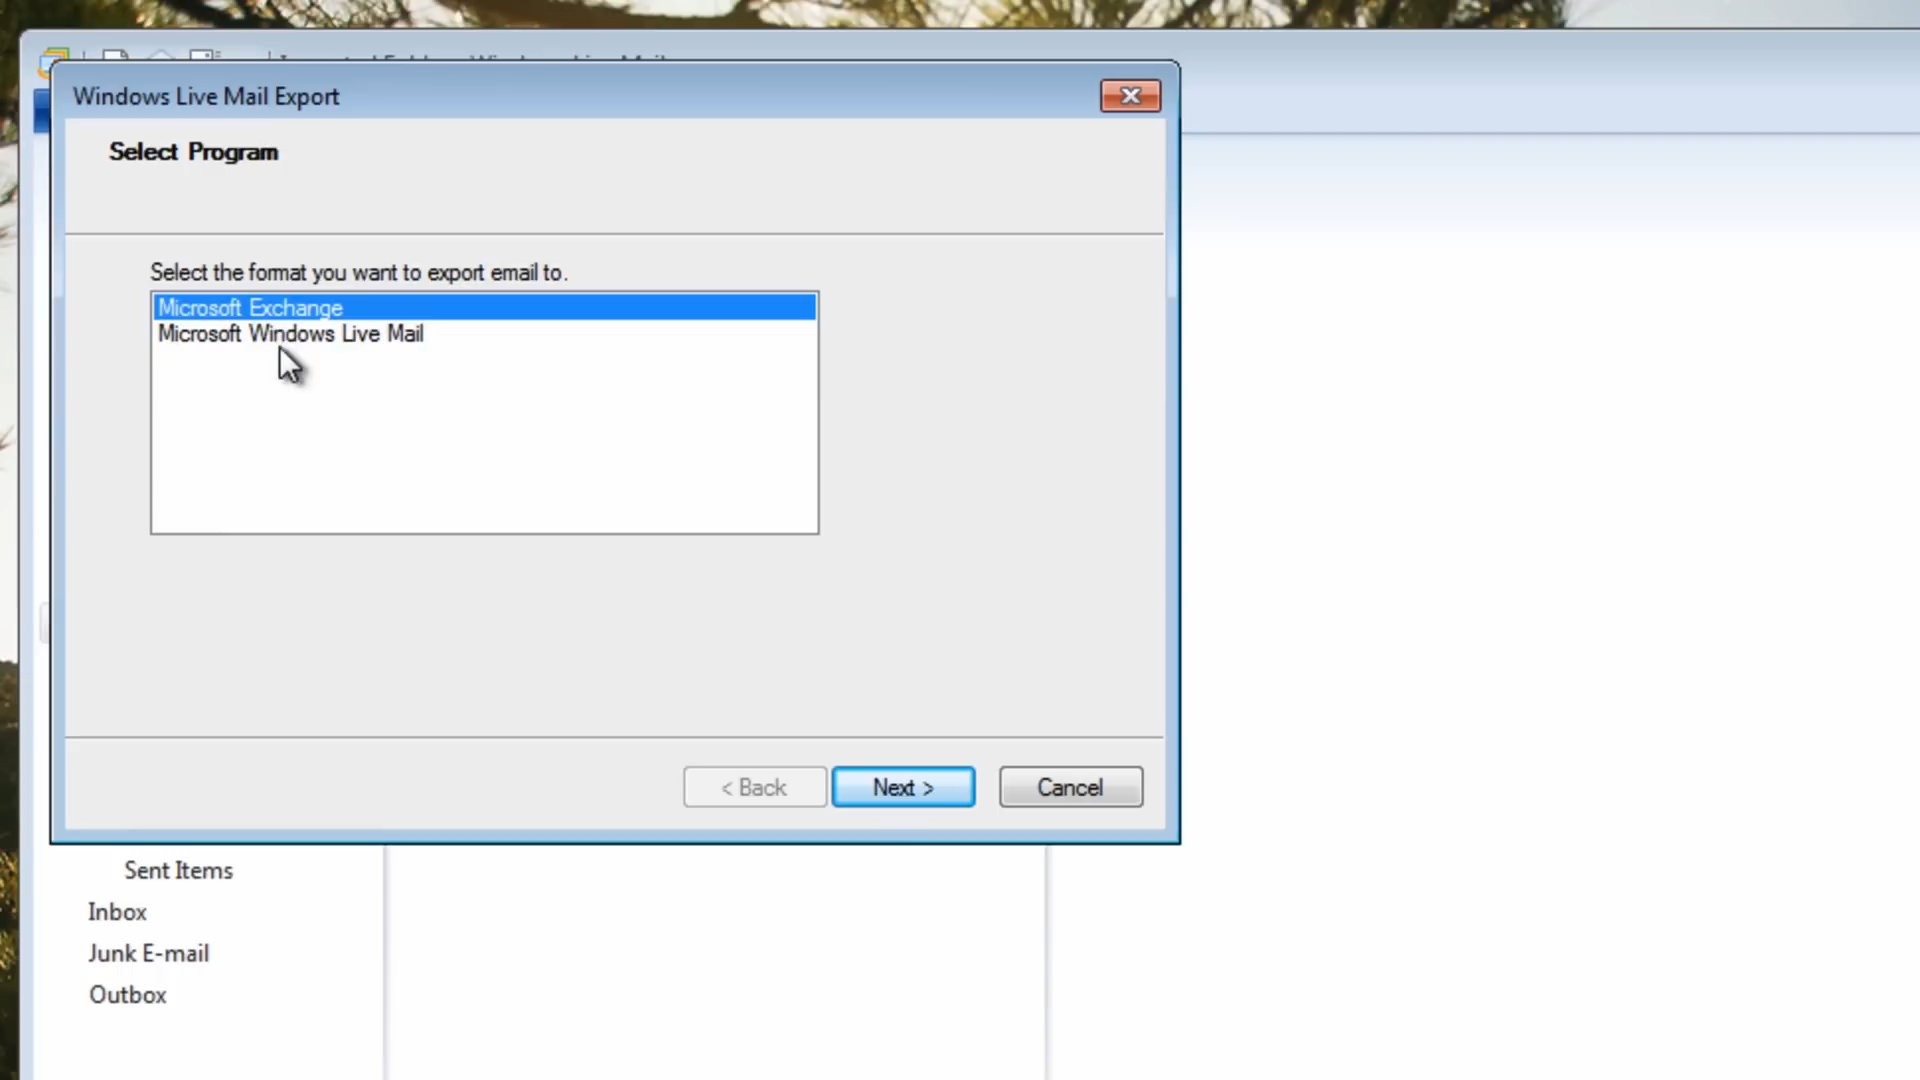 Windows Live Mail Export
Select Program
Select the format you want to export email to.
Microsoft Exchange
Microsoft Windows Live Mail
< Back
Next >
Cancel
Sent Items
Inbox
Junk E-mail
Outbox